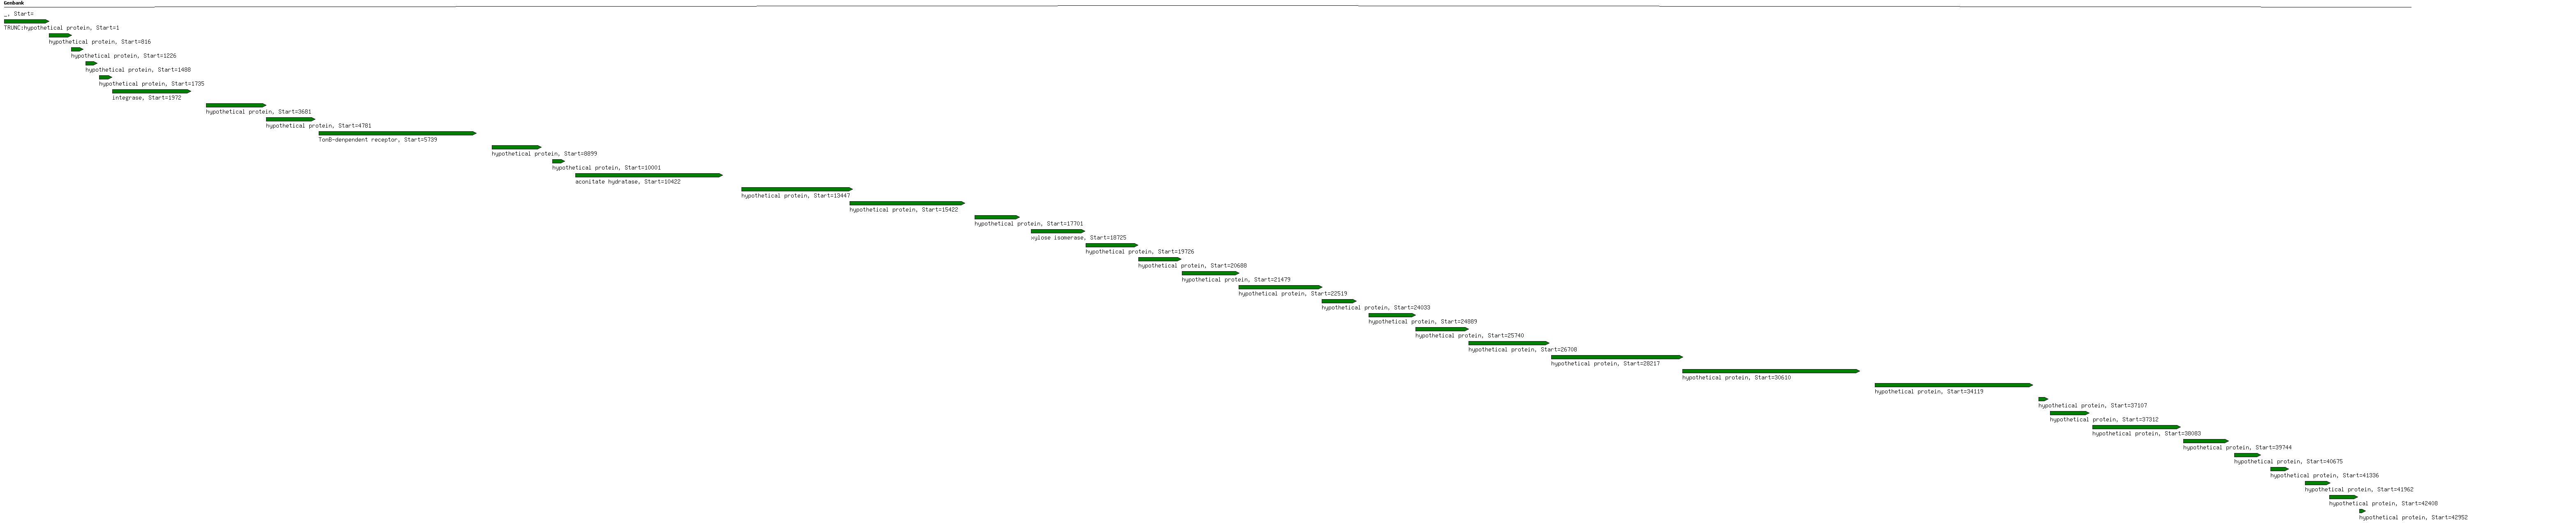 Genbank
_, Start=
TRUNC:hypothetical protein, Start=1
hypothetical protein, Start=816
hypothetical protein, Start=1226
hypothetical protein, Start=1488
hypothetical protein, Start=1735
integrase, Start=1972
hypothetical protein, Start=3681
hypothetical protein, Start=4781
TonB-denpendent receptor, Start=5739
hypothetical protein, Start=8899
hypothetical protein, Start=10001
aconitate hydratase, Start=10422
hypothetical protein, Start=13447
hypothetical protein, Start=15422
hypothetical protein, Start=17701
xylose isomerase, Start=18725
hypothetical protein, Start=19726
hypothetical protein, Start=20688
hypothetical protein, Start=21479
hypothetical protein, Start=22519
hypothetical protein, Start=24033
hypothetical protein, Start=24889
hypothetical protein, Start=25740
hypothetical protein, Start=26708
hypothetical protein, Start=28217
hypothetical protein, Start=30610
hypothetical protein, Start=34119
hypothetical protein, Start=37107
hypothetical protein, Start=37312
hypothetical protein, Start=38083
hypothetical protein, Start=39744
hypothetical protein, Start=40675
hypothetical protein, Start=41336
hypothetical protein, Start=41962
hypothetical protein, Start=42408
hypothetical protein, Start=42952